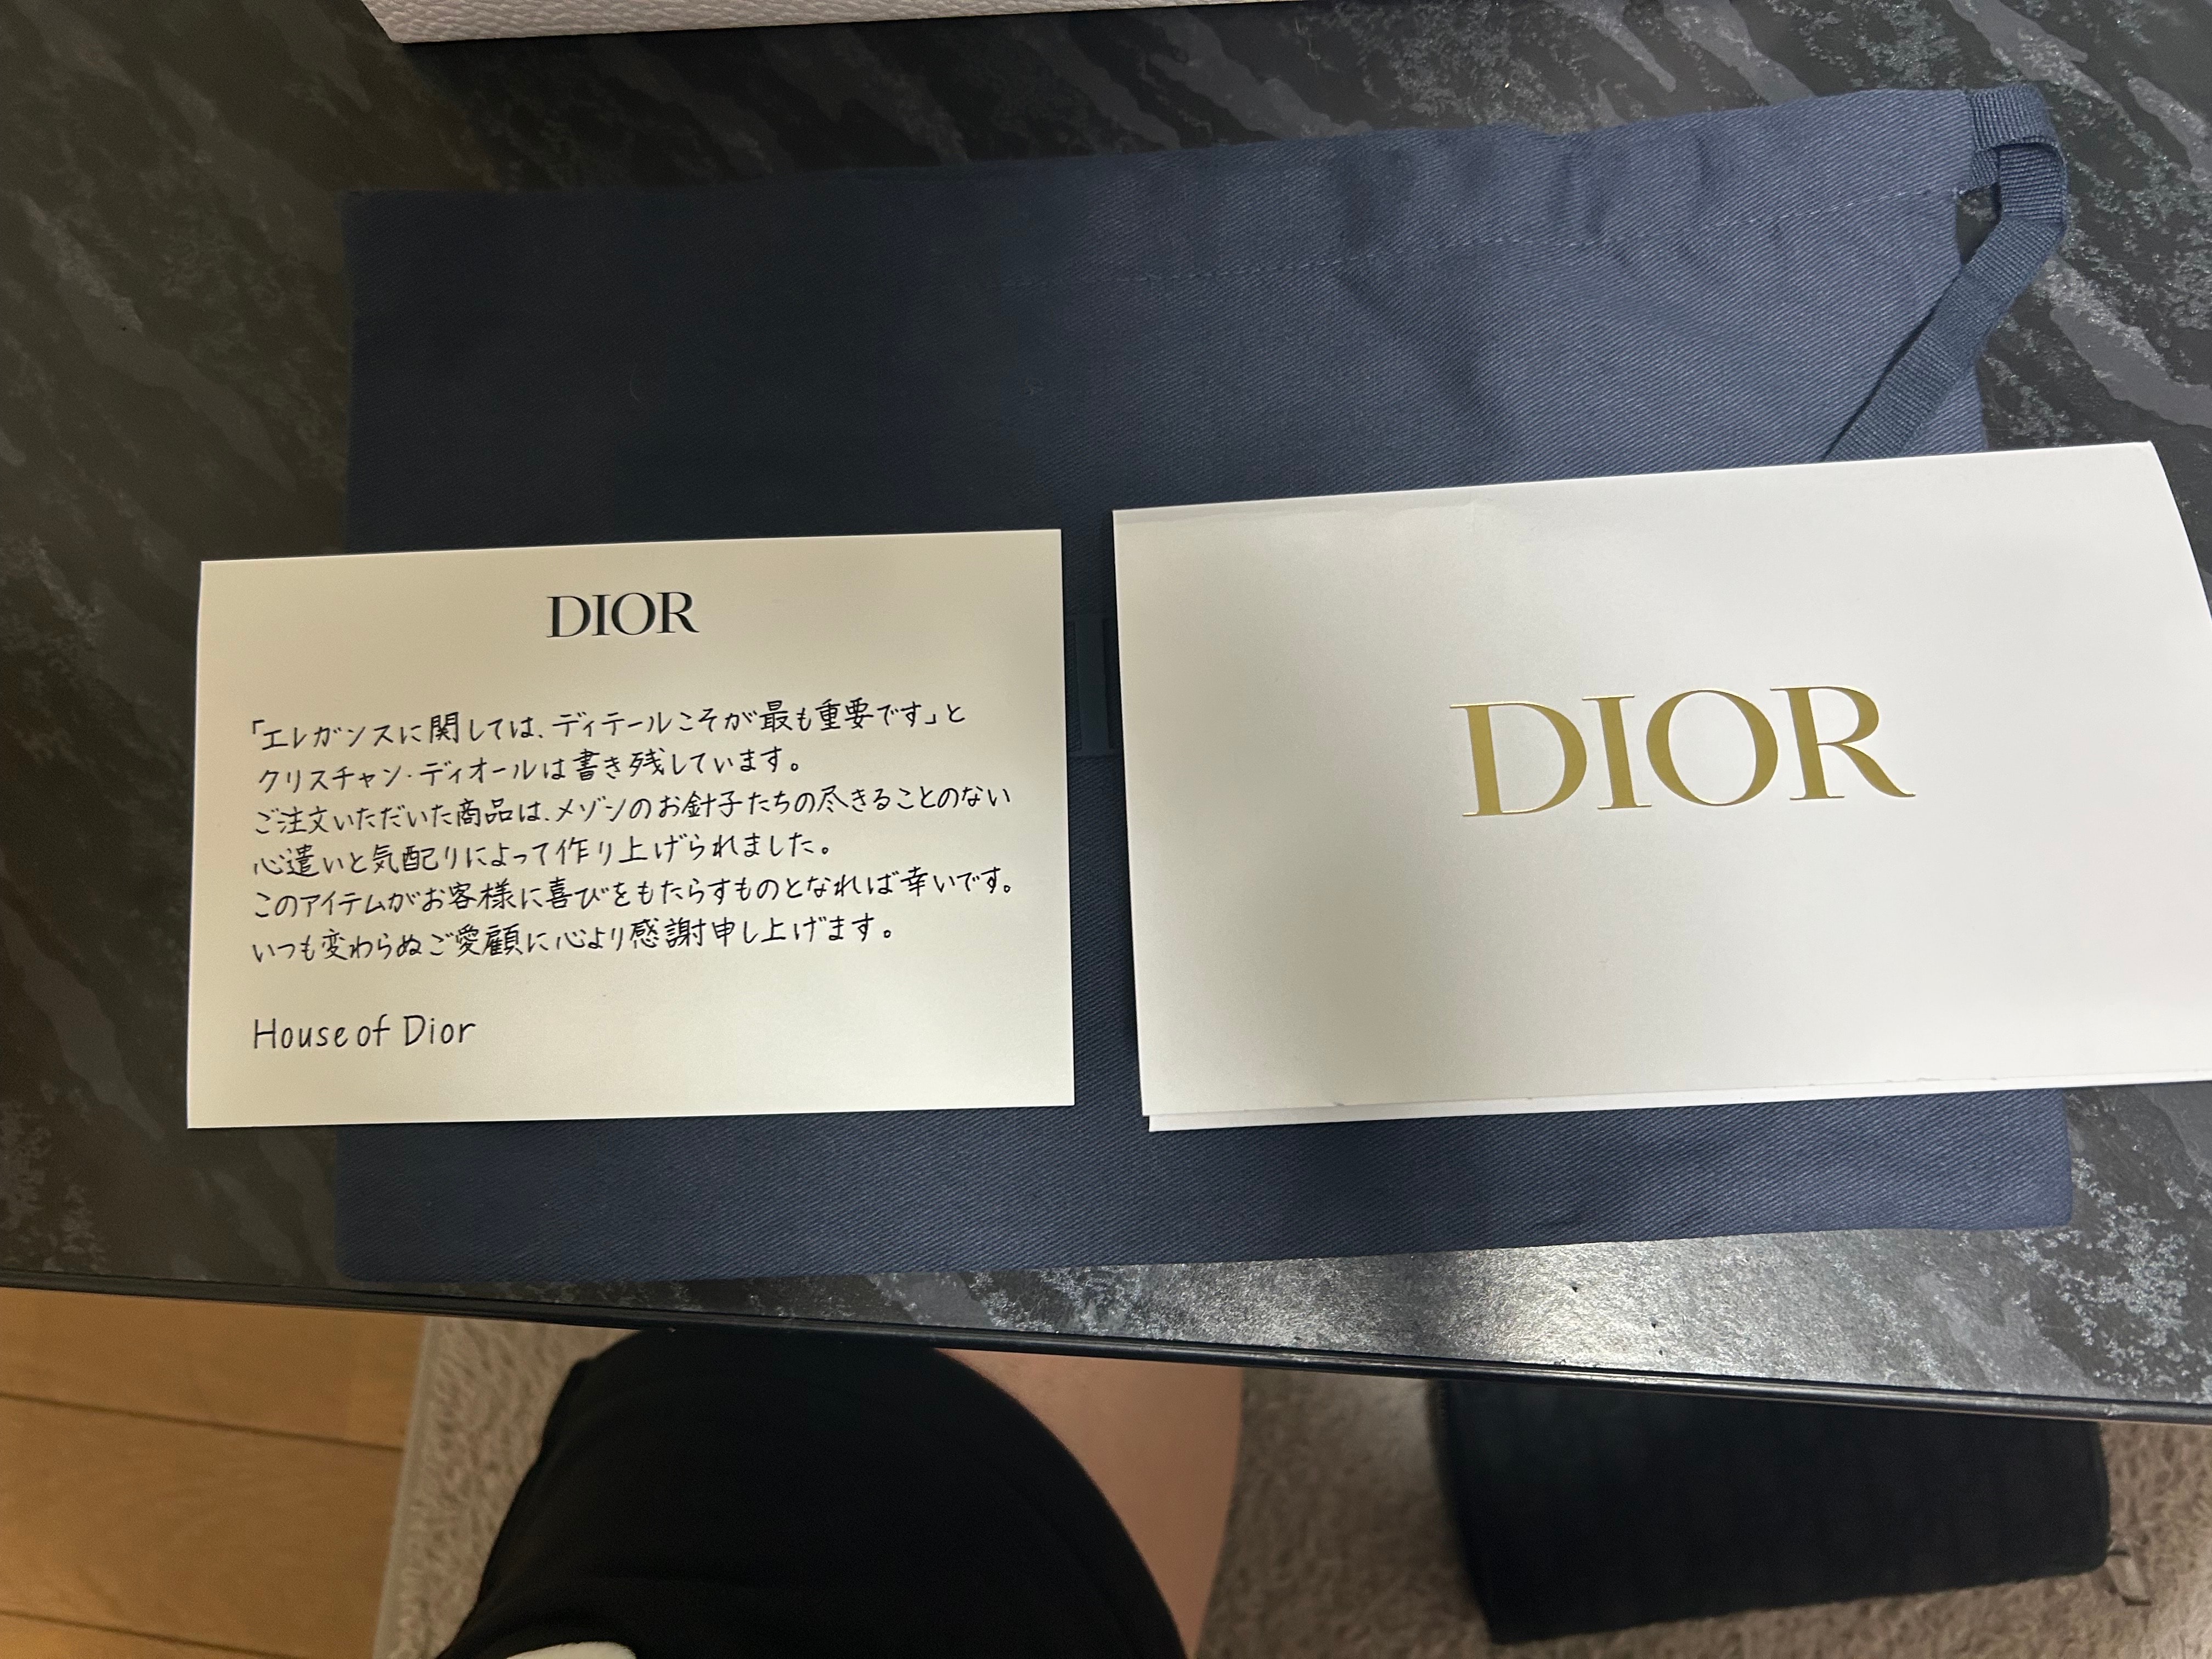 DIOR
「エレガンスに関しては、ディテールこそが最も重要です」と
クリスチャン・ディオールは書き残しています。
ご注文いただいた商品は、メゾンのお針子たちの尽きることのない
心遣いと気配りによって作り上げられました。
このアイテムがお客様に喜びをもたらすものとなれば幸いです。
いつも変わらぬご愛顧に心より感謝申し上げます。
House of Dior
DIOR